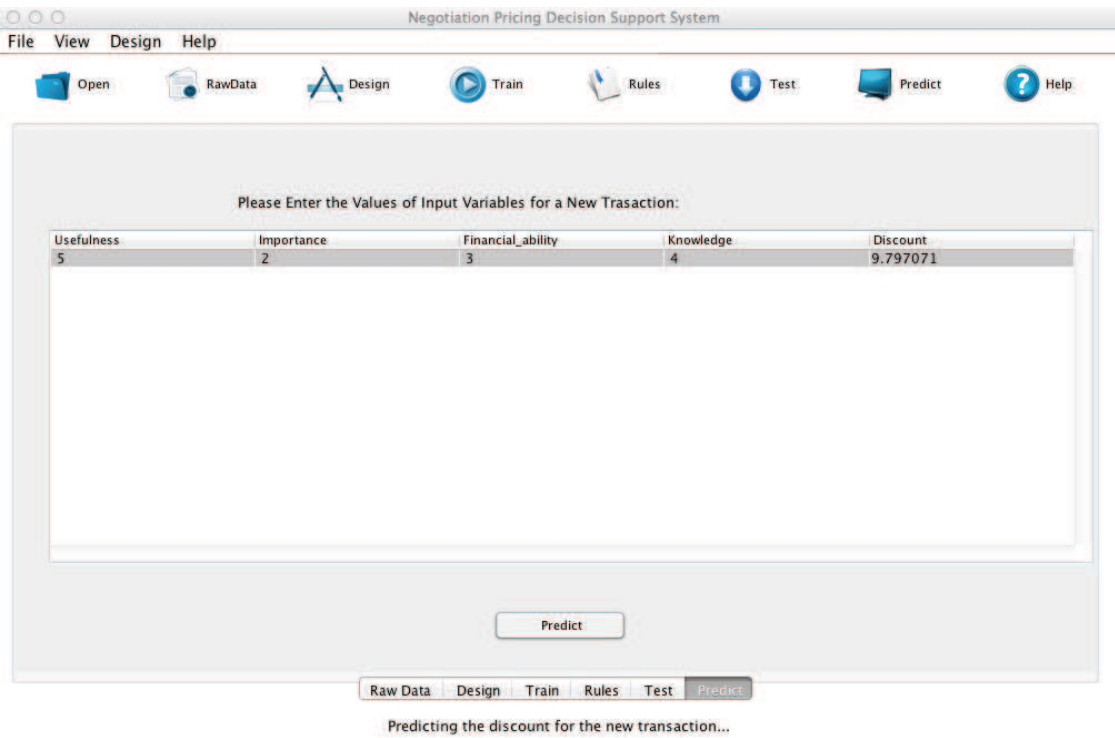 Negotiation Pricing Decision Support System
File View Design Help
Open RawData Design Train Rules Test Predict ? Help
Please Enter the Values of Input Variables for a New Trasaction:
Usefulness Importance Financial_ability Knowledge Discount
5 2 3 4 9.797071
Predict
Raw Data Design Train Rules Test Predict
Predicting the discount for the new transaction...